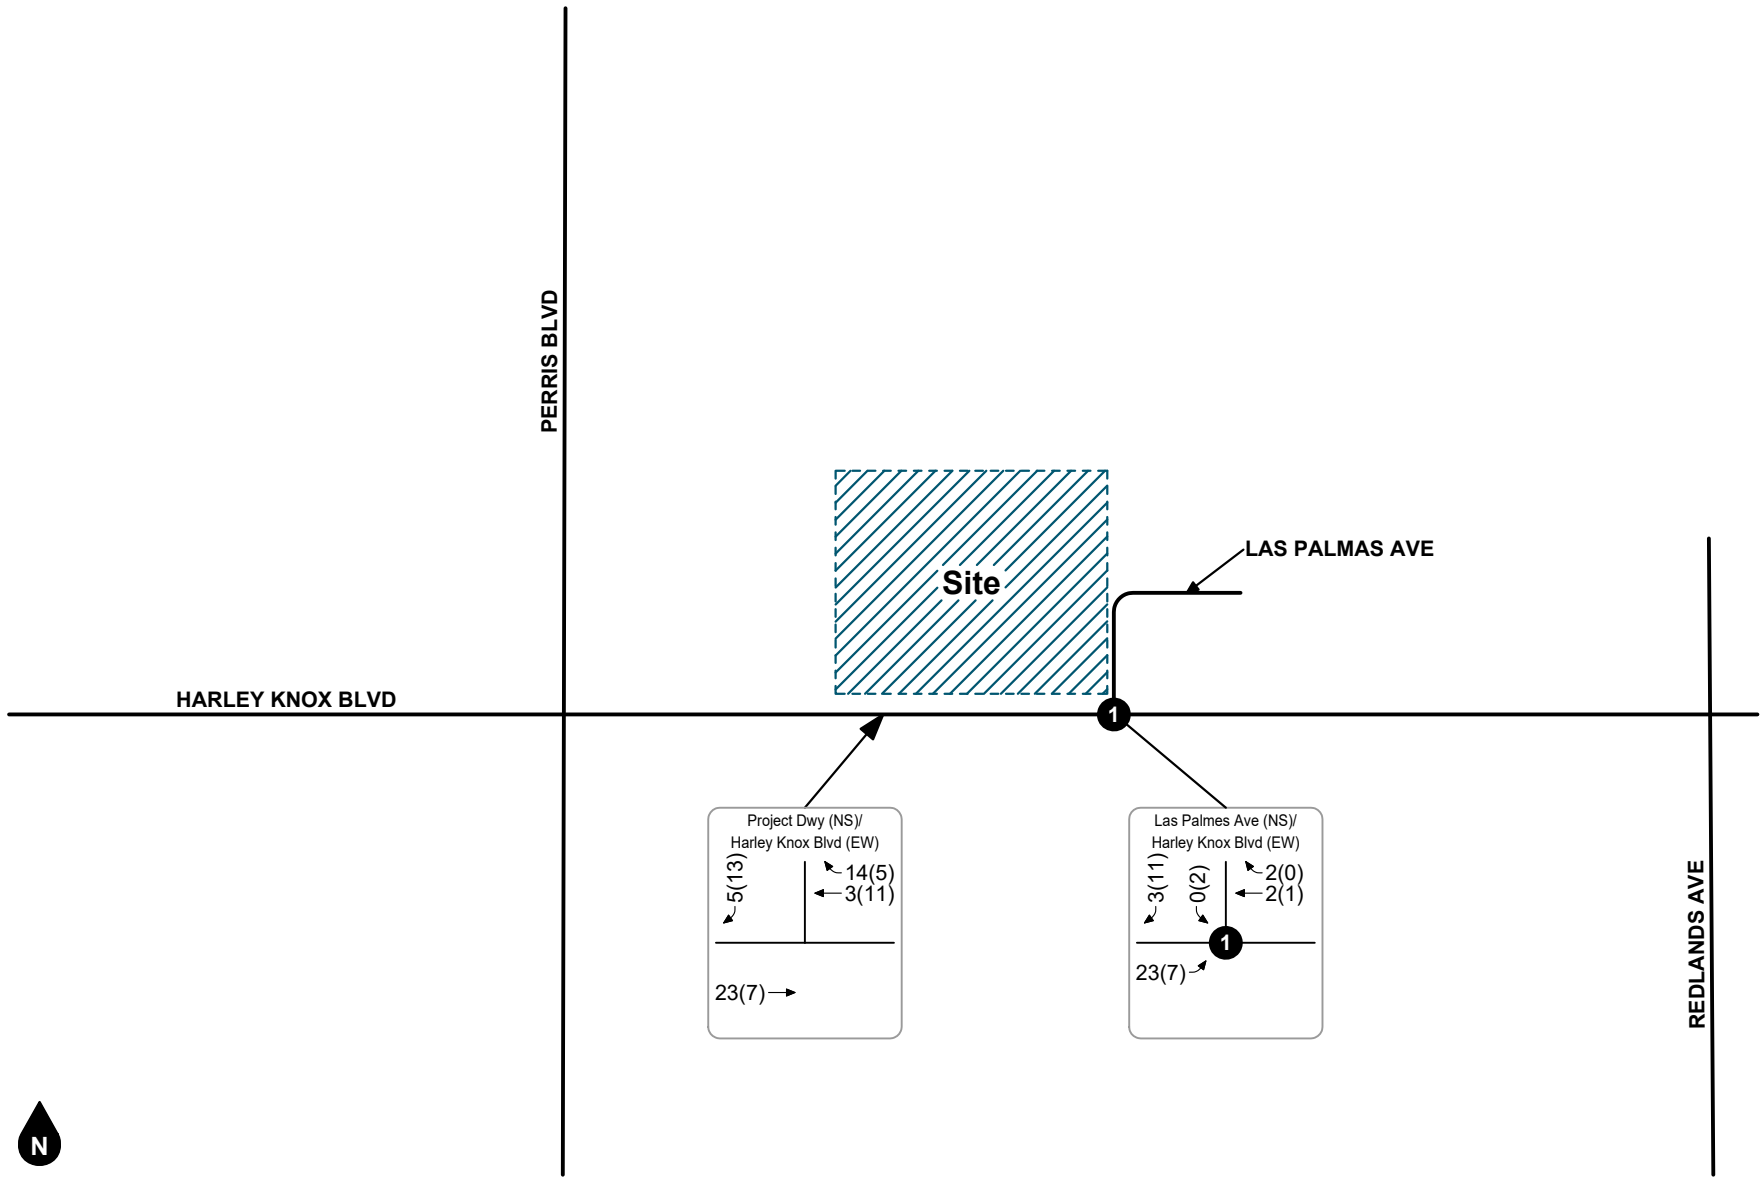 PERRIS BLVD
LAS PALMAS AVE
Site
HARLEY KNOX BLVD
1
Project Dwy (NS)/
Harley Knox Blvd (EW)
5(13)
14(5)
3(11)
23(7)
Las Palmes Ave (NS)/
Harley Knox Blvd (EW)
3(11)
0(2)
2(0)
2(1)
1
23(7)
REDLANDS AVE
N